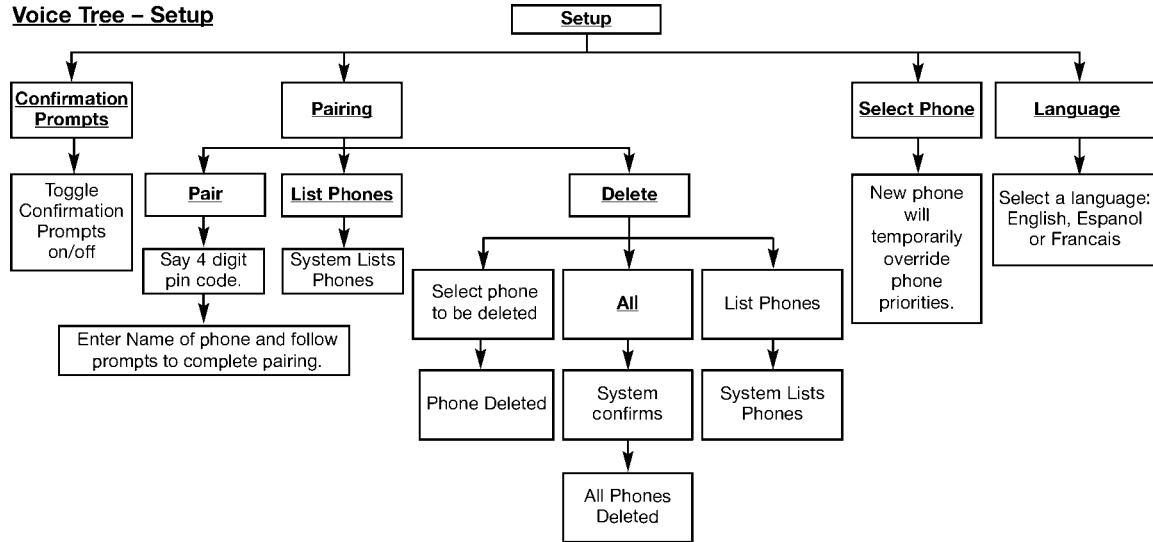 Voice Tree – Setup
Setup
Confirmation
Prompts
Pairing
Select Phone
Language
Toggle
Confirmation
Prompts
on/off
Pair
List Phones
Delete
New phone
will
temporarily
override
phone
priorities.
Select a language:
English, Espanol
or Francais
Say 4 digit
pin code.
System Lists
Phones
Select phone
to be deleted
All
List Phones
Enter Name of phone and follow
prompts to complete pairing.
Phone Deleted
System
confirms
System Lists
Phones
All Phones
Deleted